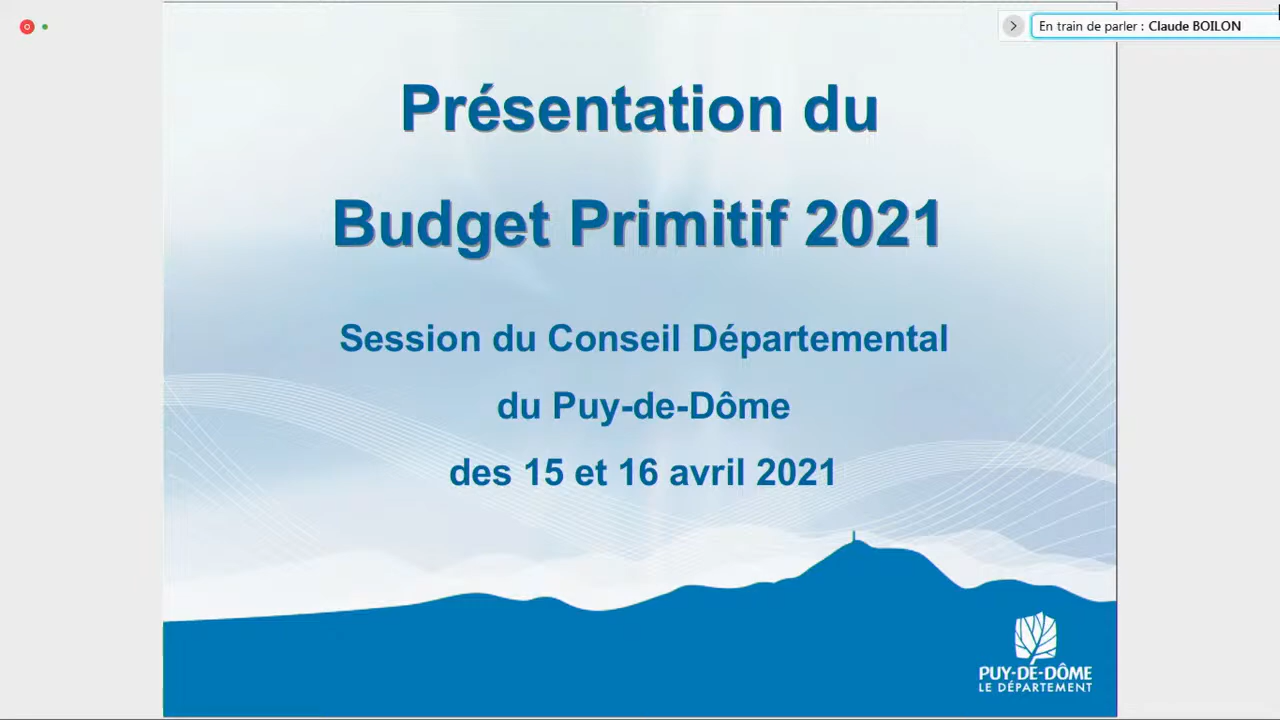 En train de parler : Claude BOILON
Présentation du
Budget Primitif 2021
Session du Conseil Départemental
du Puy-de-Dôme
des 15 et 16 avril 2021
PUY-DE-DÔME
LE DÉPARTEMENT